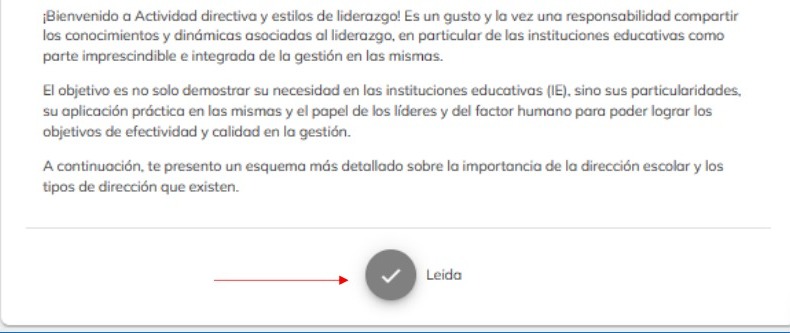 ¡Bienvenido a Actividad directiva y estilos de liderazgo! Es un gusto y la vez una responsabilidad compartir
los conocimientos y dinámicas asociadas al liderazgo, en particular de las instituciones educativas como
parte imprescindible e integrada de la gestión en las mismas.
El objetivo es no solo demostrar su necesidad en las instituciones educativas (IE), sino sus particularidades,
su aplicación práctica en las mismas y el papel de los líderes y del factor humano para poder lograr los
objetivos de efectividad y calidad en la gestión.
A continuación, te presento un esquema más detallado sobre la importancia de la dirección escolar y los
tipos de dirección que existen.
Leida